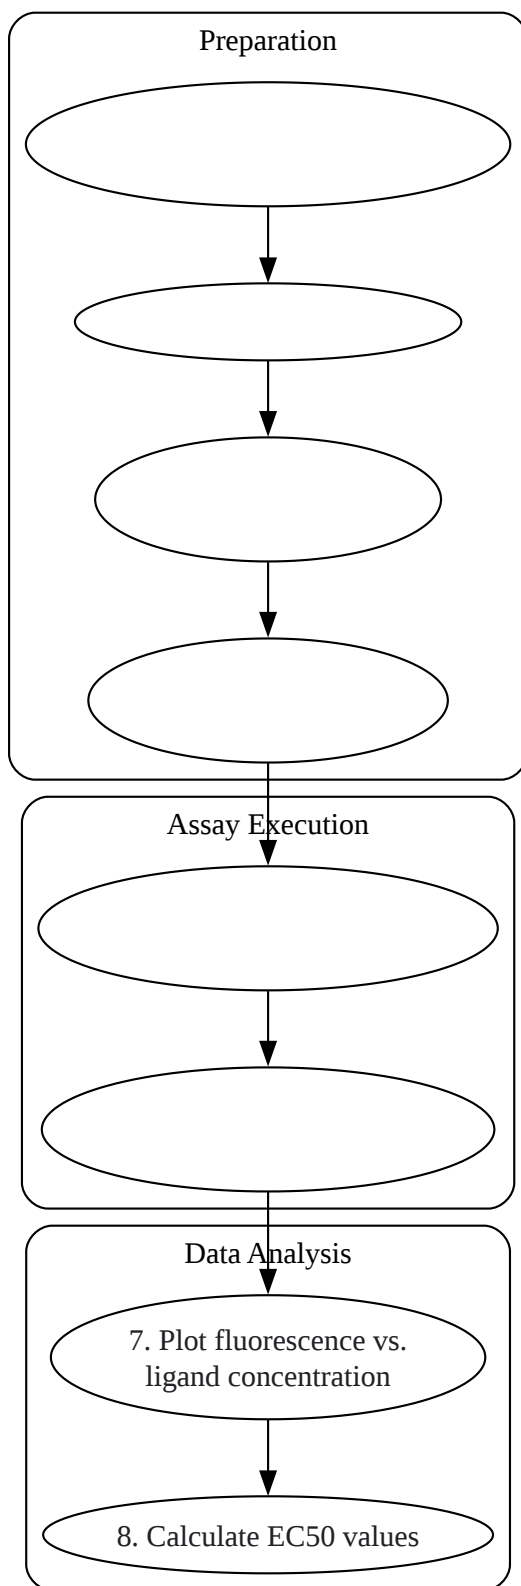 Preparation
Assay Execution
Data Analysis
7. Plot fluorescence vs.
ligand concentration
8. Calculate EC50 values